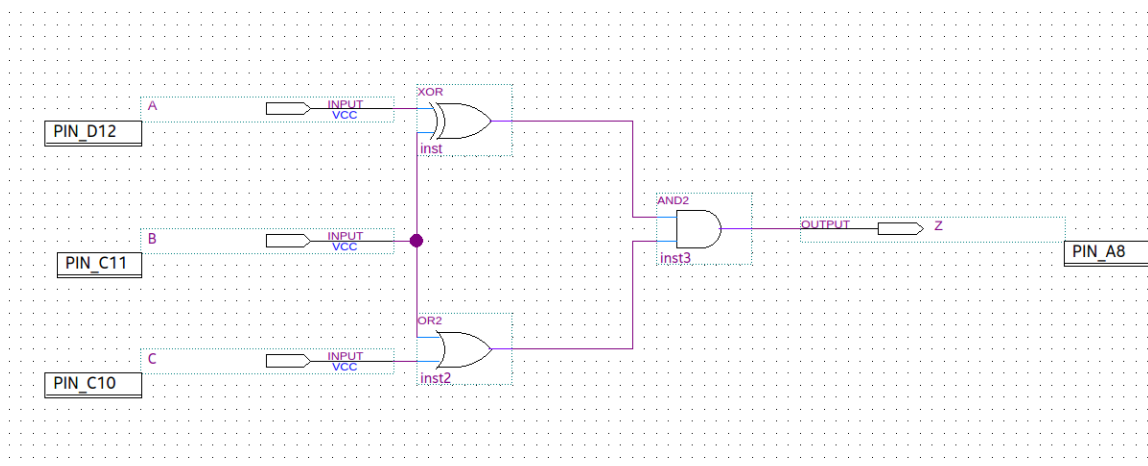 XOR
A
INPUT
VCC
PIN_D12
inst
AND2
OUTPUT
Z
B
INPUT
VCC
PIN_C11
inst3
PIN_A8
OR2
C
INPUT
VCC
PIN_C10
inst2